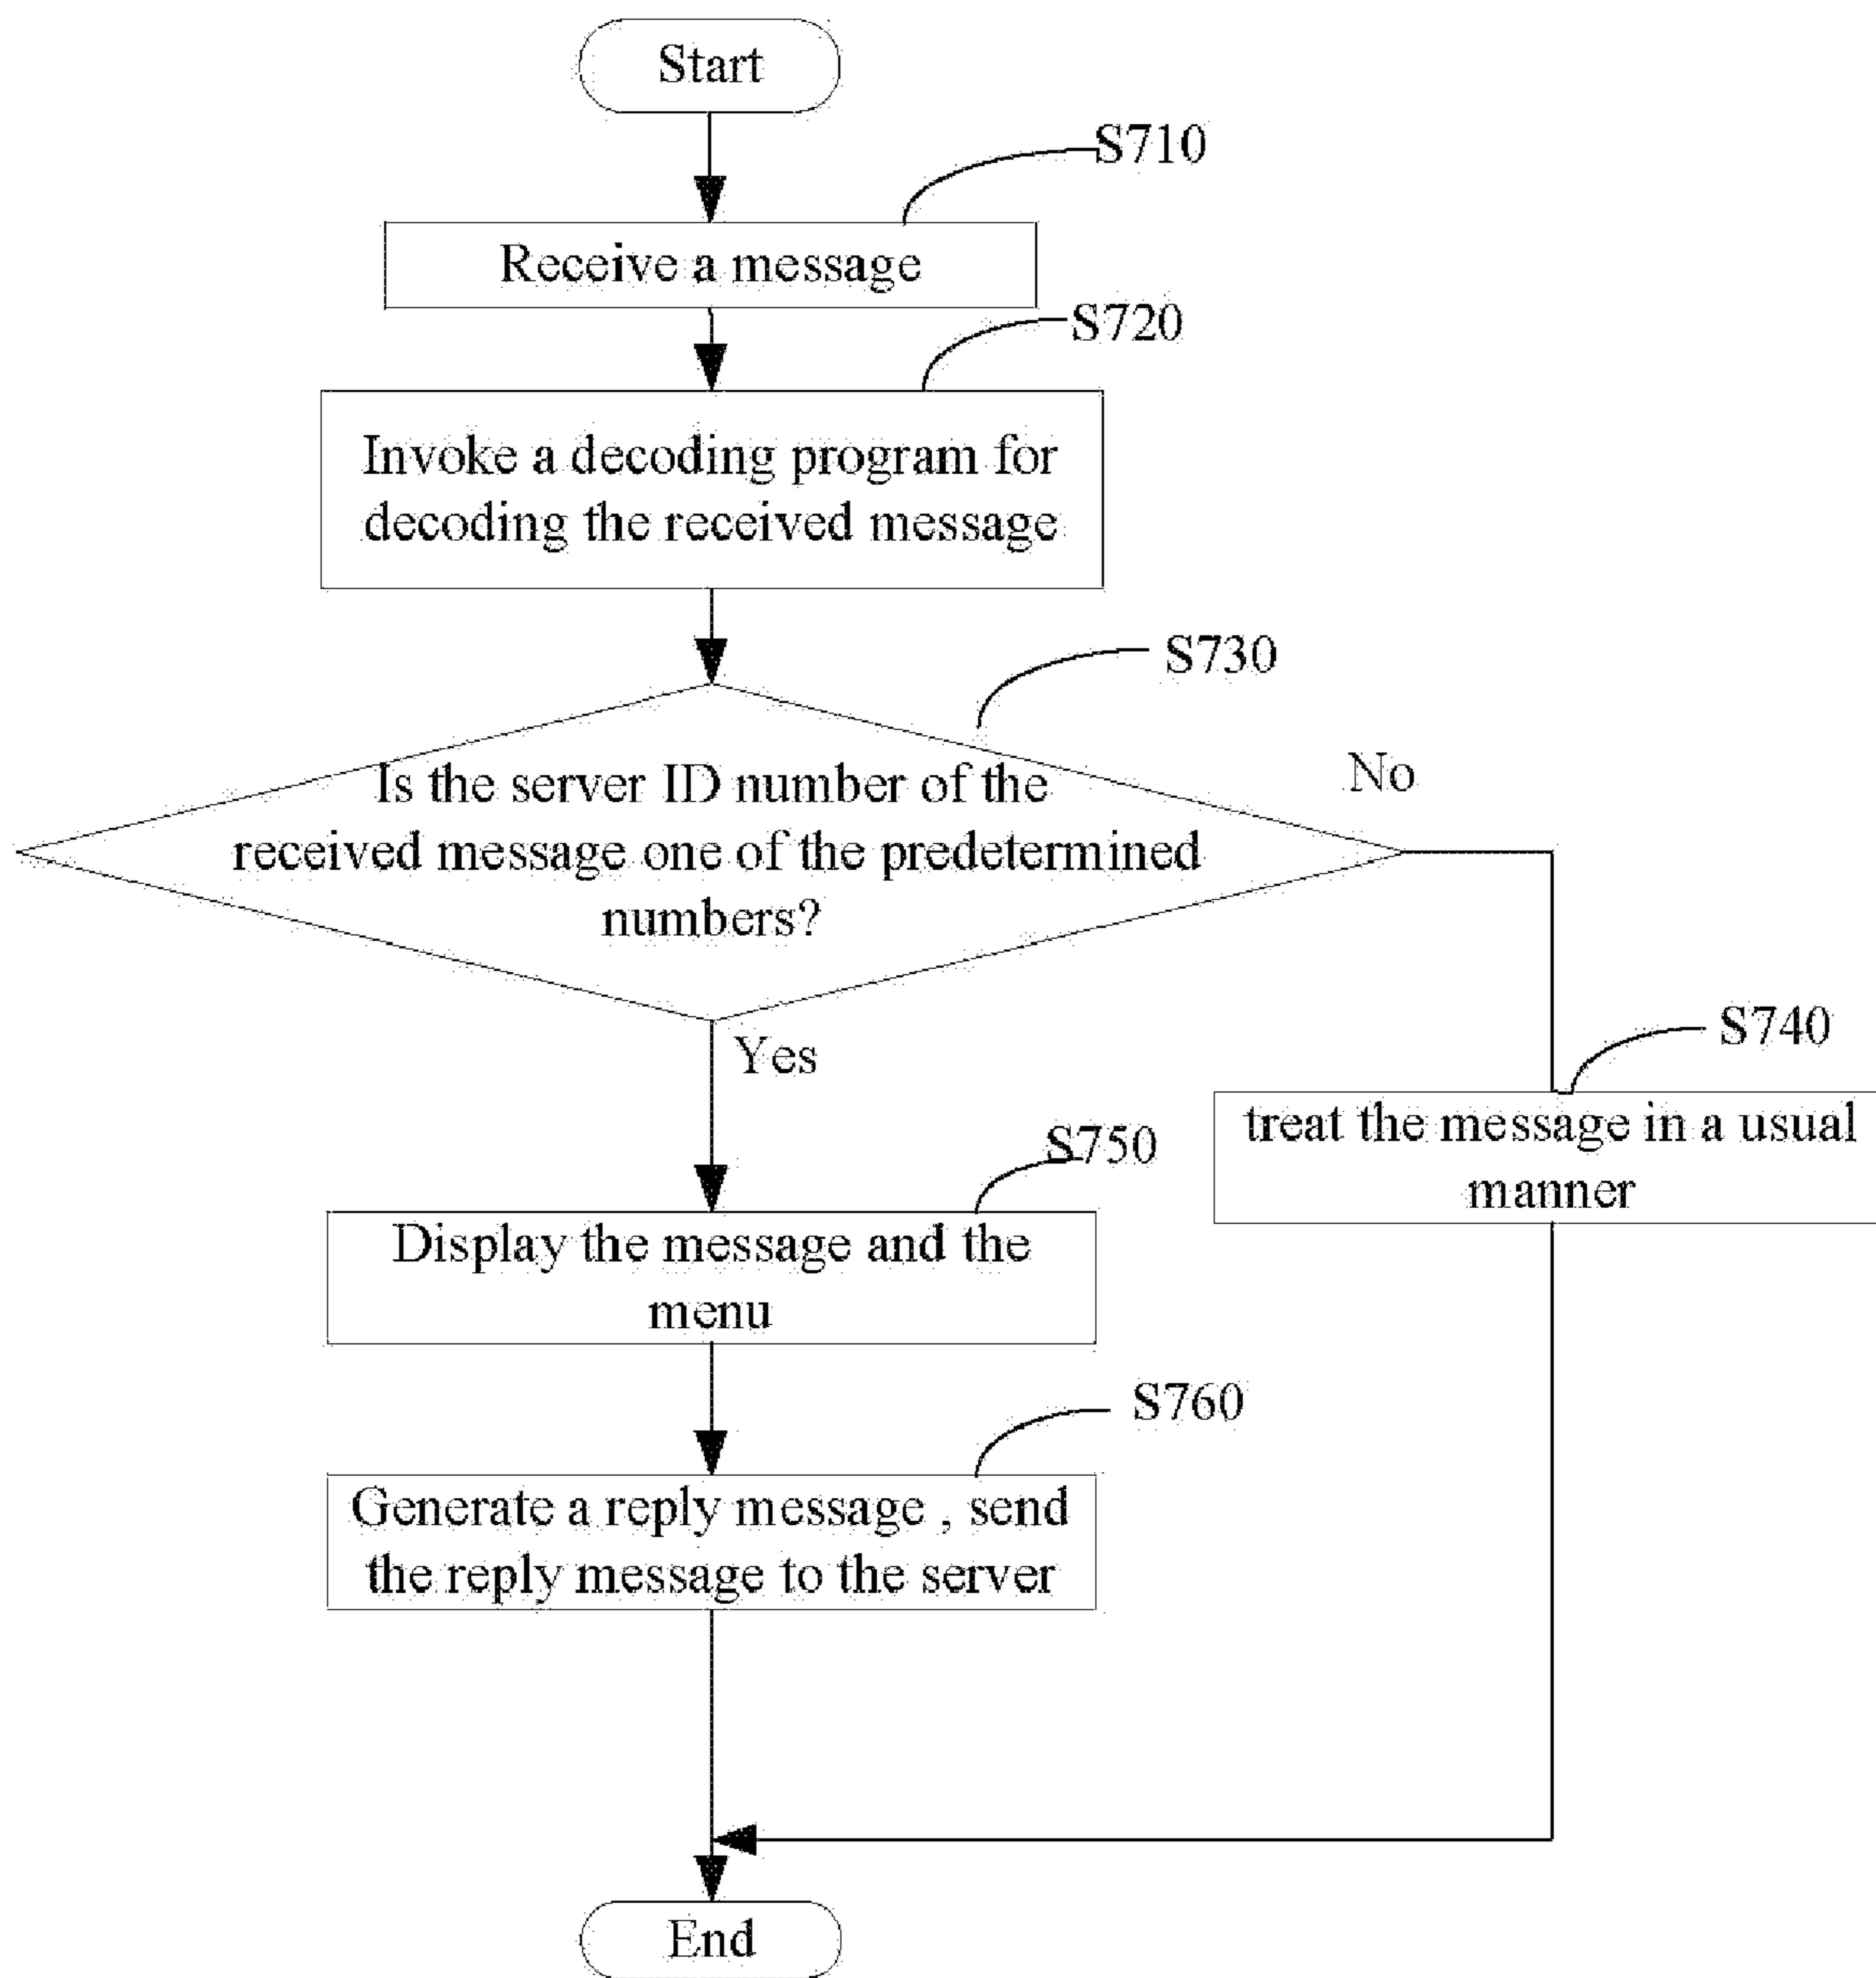 Start
S710
Receive a message
S720
Invoke a decoding program for
decoding the received message
S730
Is the server ID number of the
received message one of the predetermined
numbers?
No
Yes
S740
treat the message in a usual
manner
S750
Display the message and the
menu
S760
Generate a reply message , send
the reply message to the server
End